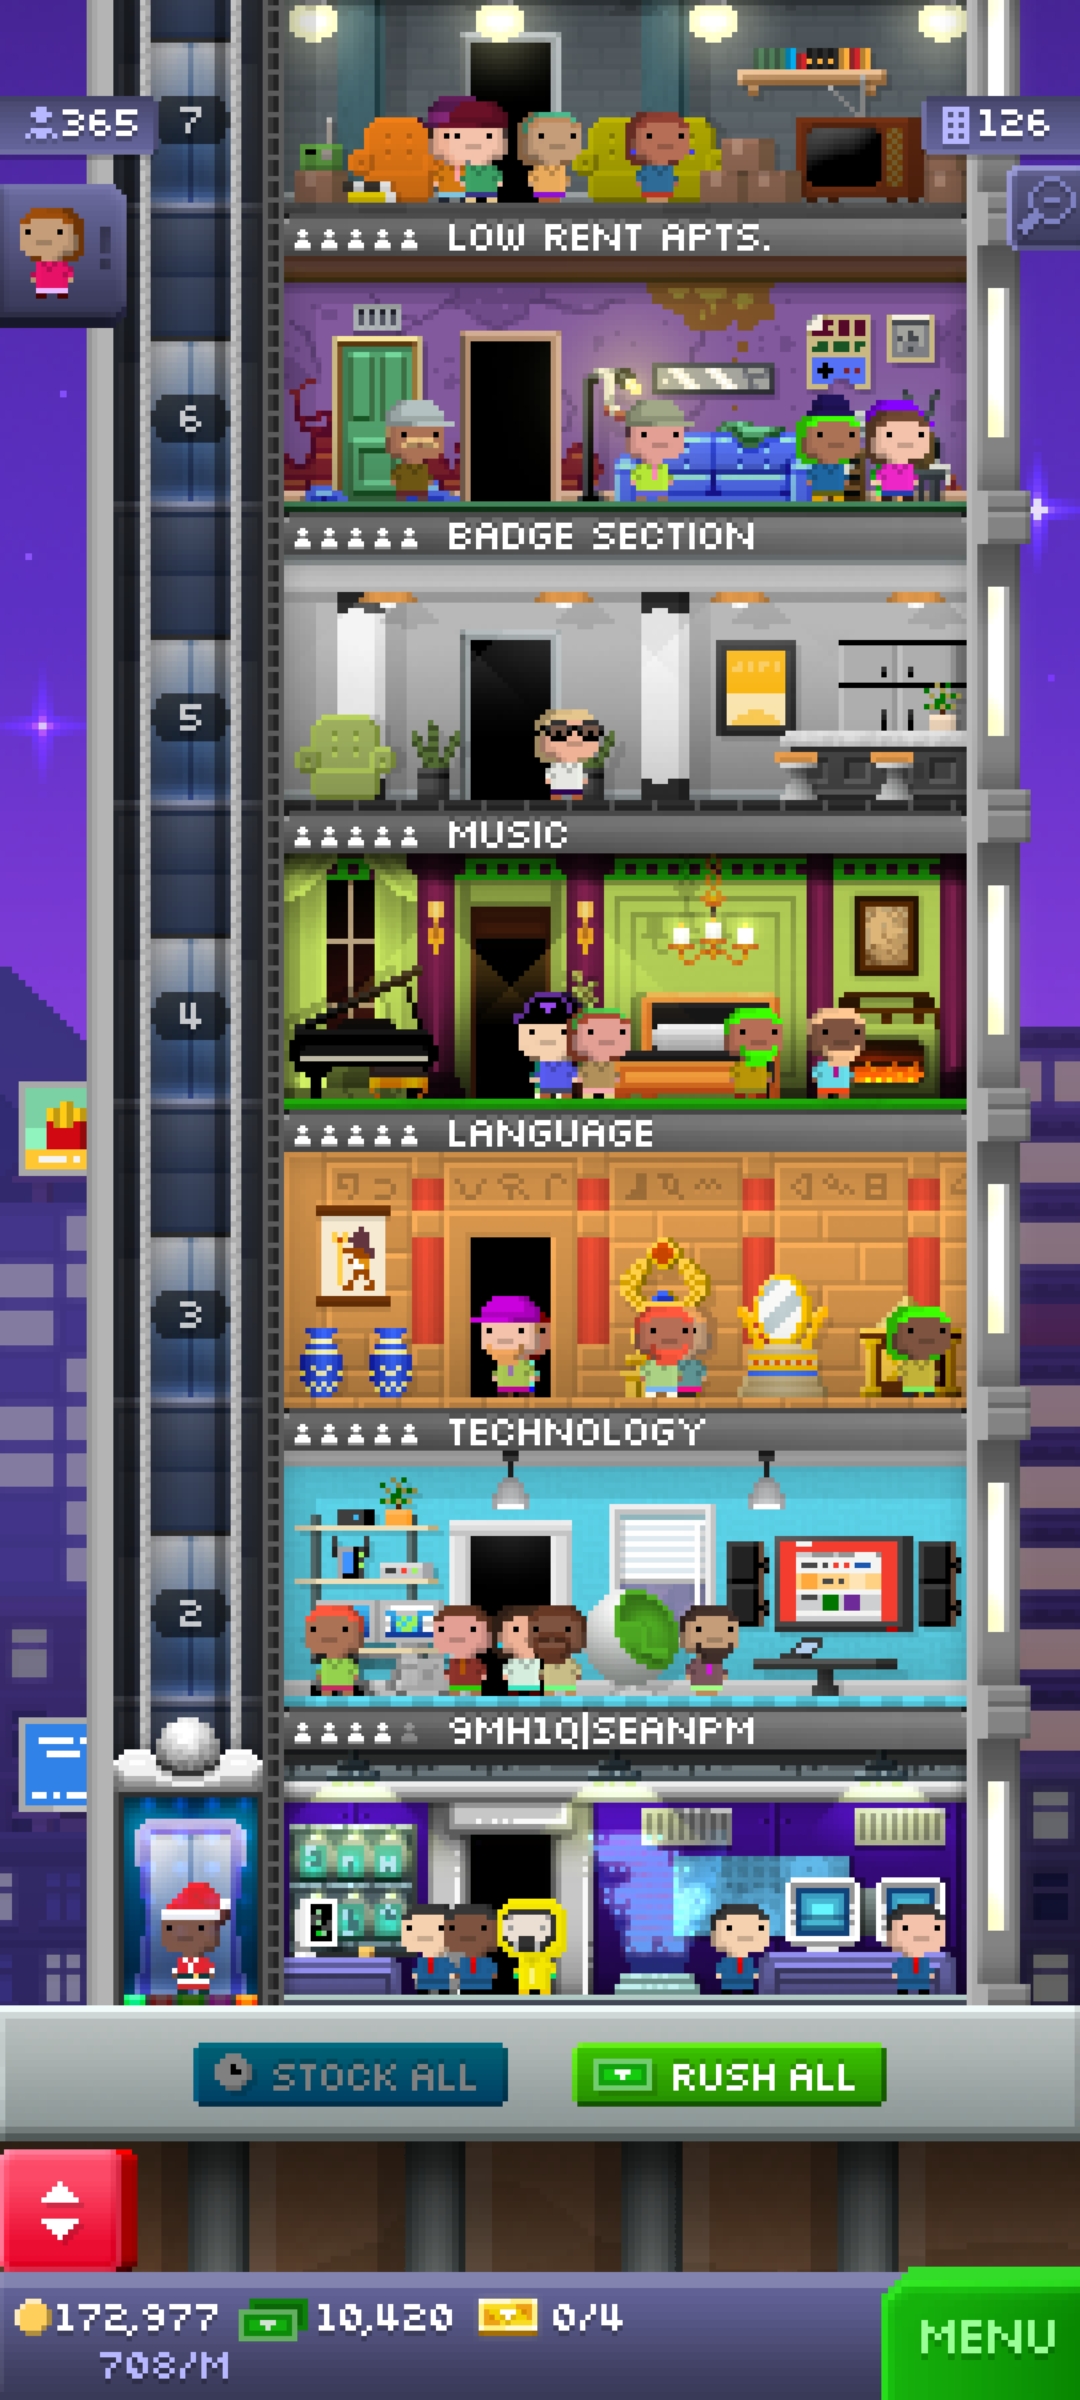 7
365
126
LOW RENT APTS.
6
BADGE SECTION
5
MUSIC
4
LANGUAGE
3
TECHNOLOGY
2
9MH1Q|SEANPM
STOCK ALL
RUSH ALL
172,977
10,420
0/4
708/M
MENU